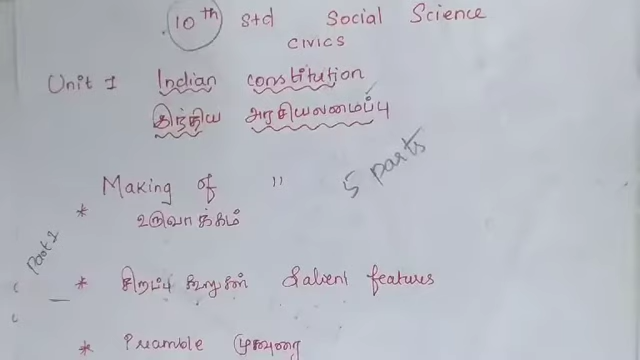 10th Std Social Science
CIVICS
Unit 1 Indian constitution
இந்திய அரசியலமைப்பு
Making of "
5 parts
* உருவாக்கம்
Part 1
* சிறப்பு கூறுகள் Salient features
* Preamble முகவுரை